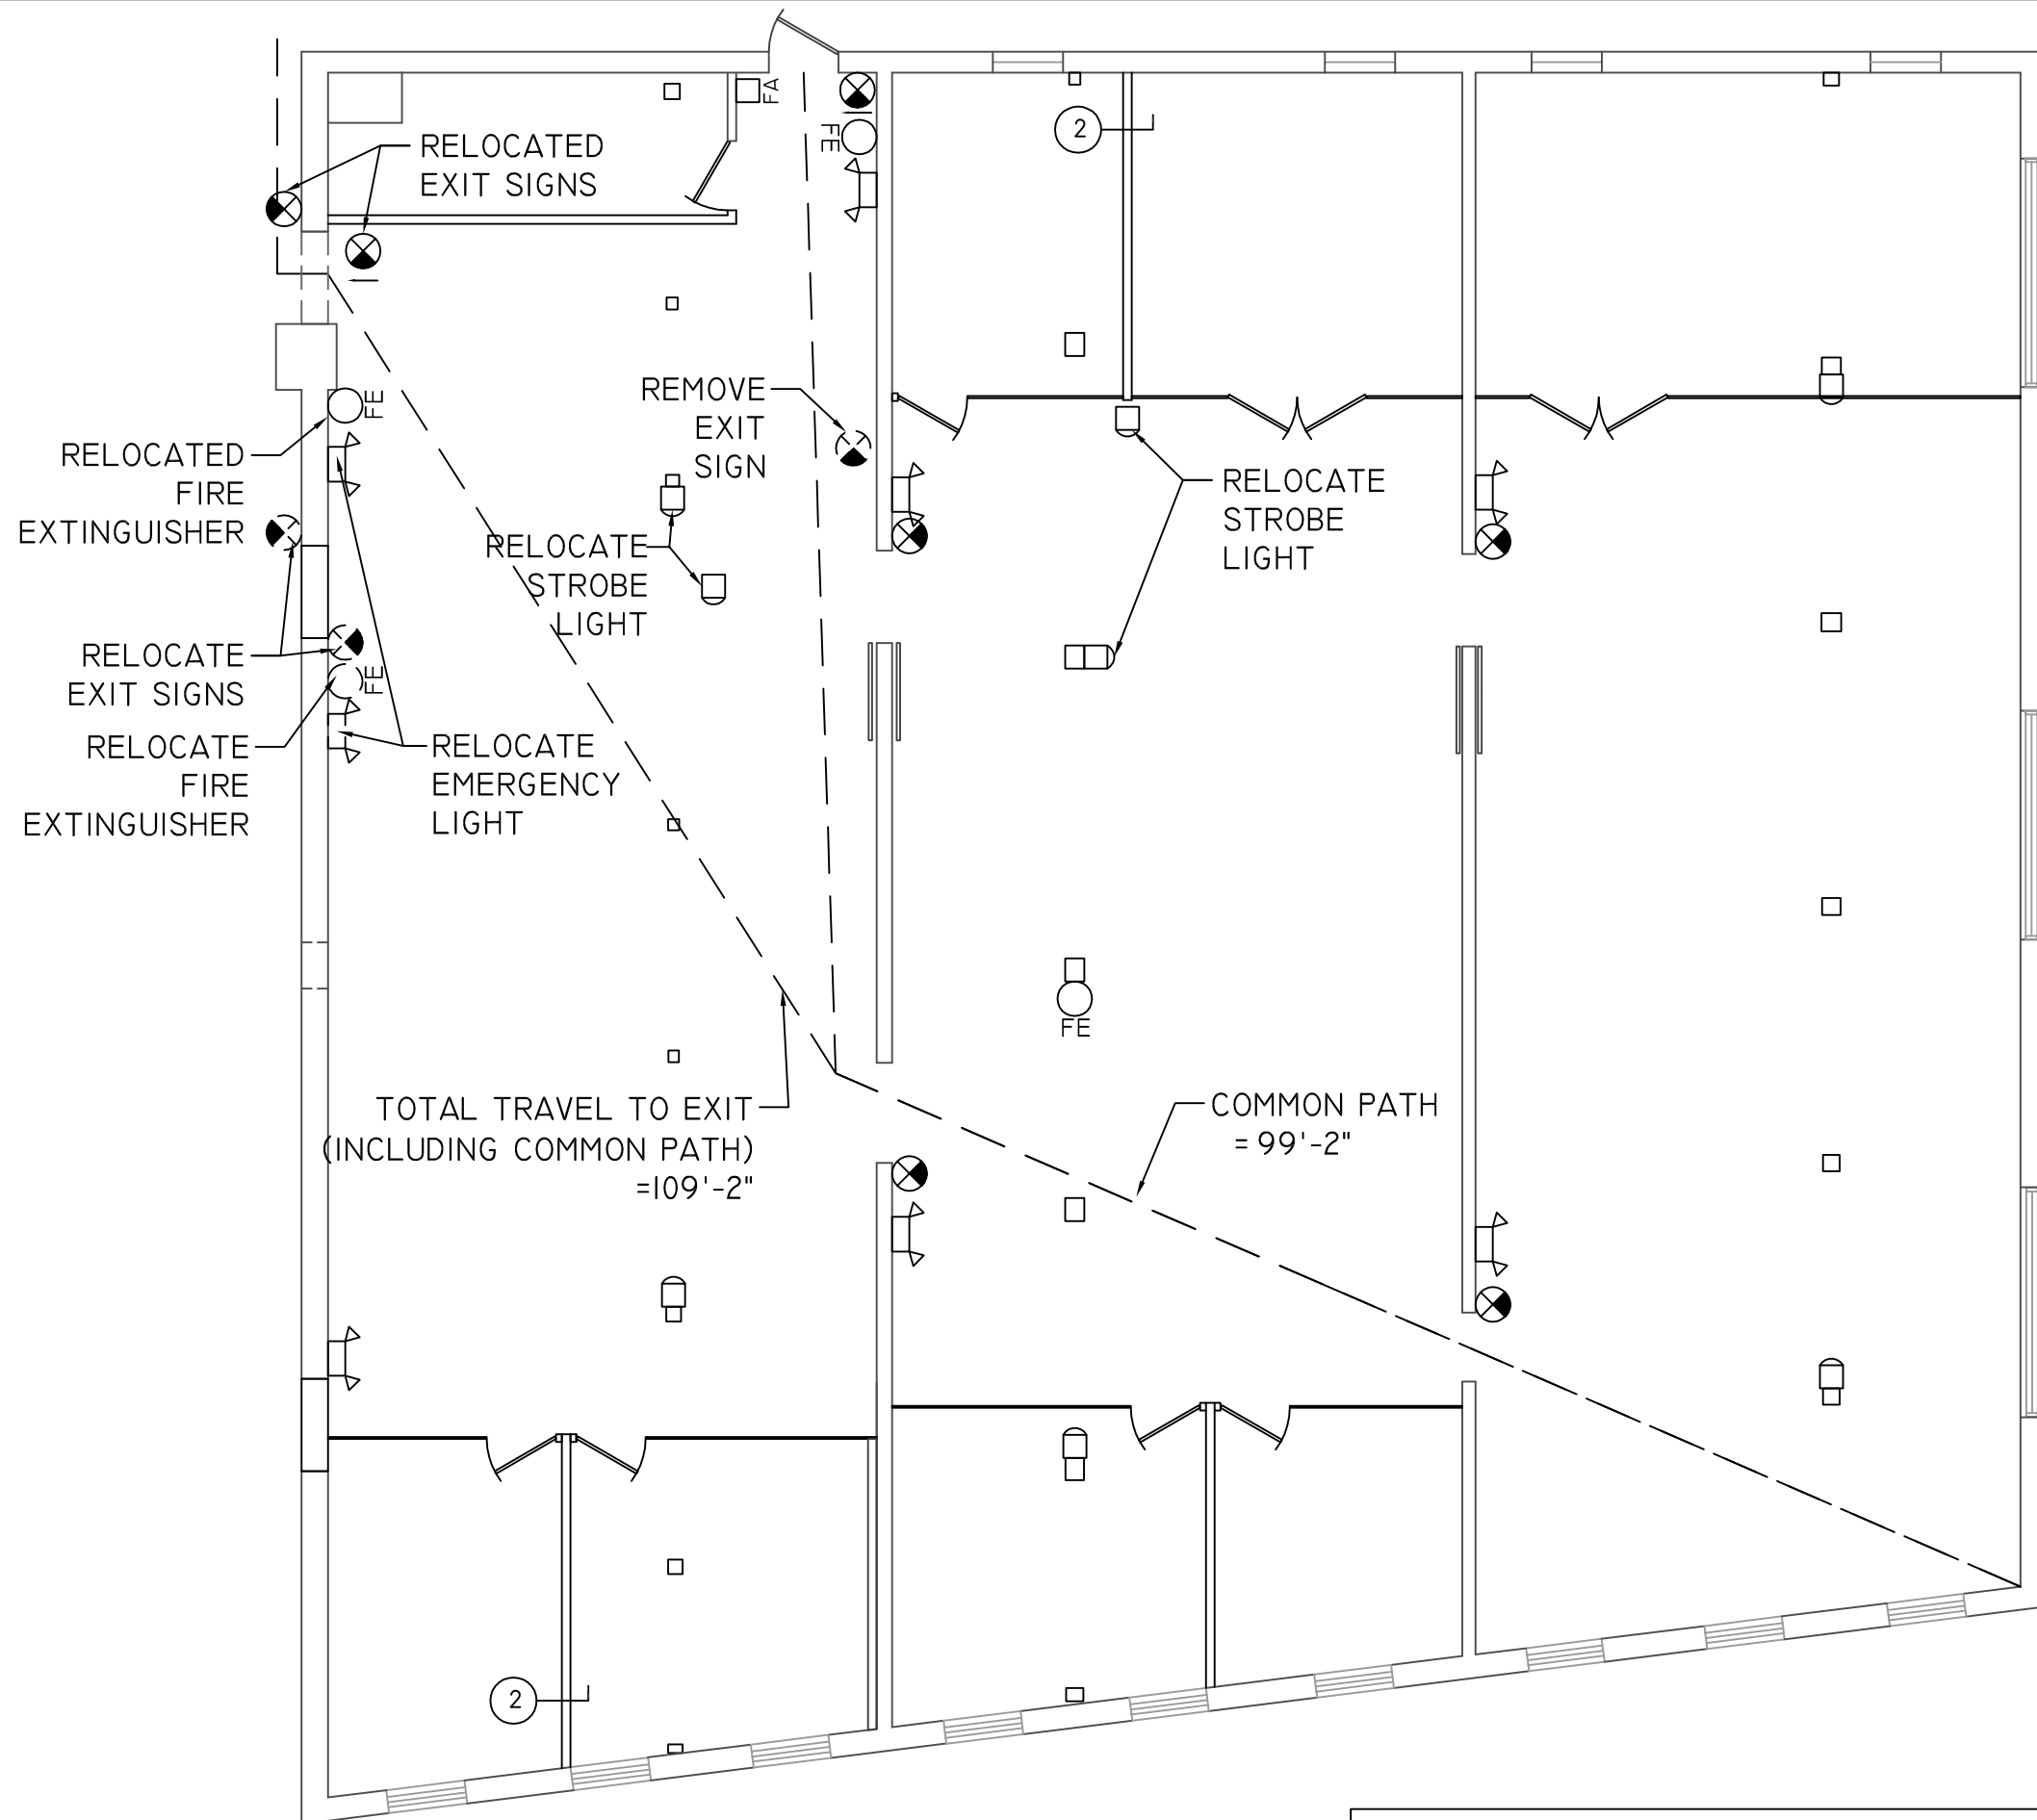 FA
FE
2
RELOCATED
EXIT SIGNS
REMOVE
EXIT
SIGN
FE
RELOCATED
FIRE
EXTINGUISHER
RELOCATE
STROBE
LIGHT
RELOCATE
STROBE
LIGHT
RELOCATE
EXIT SIGNS
FE
RELOCATE
FIRE
EXTINGUISHER
RELOCATE
EMERGENCY
LIGHT
FE
TOTAL TRAVEL TO EXIT
(INCLUDING COMMON PATH)
=109'-2"
COMMON PATH
= 99'-2"
2